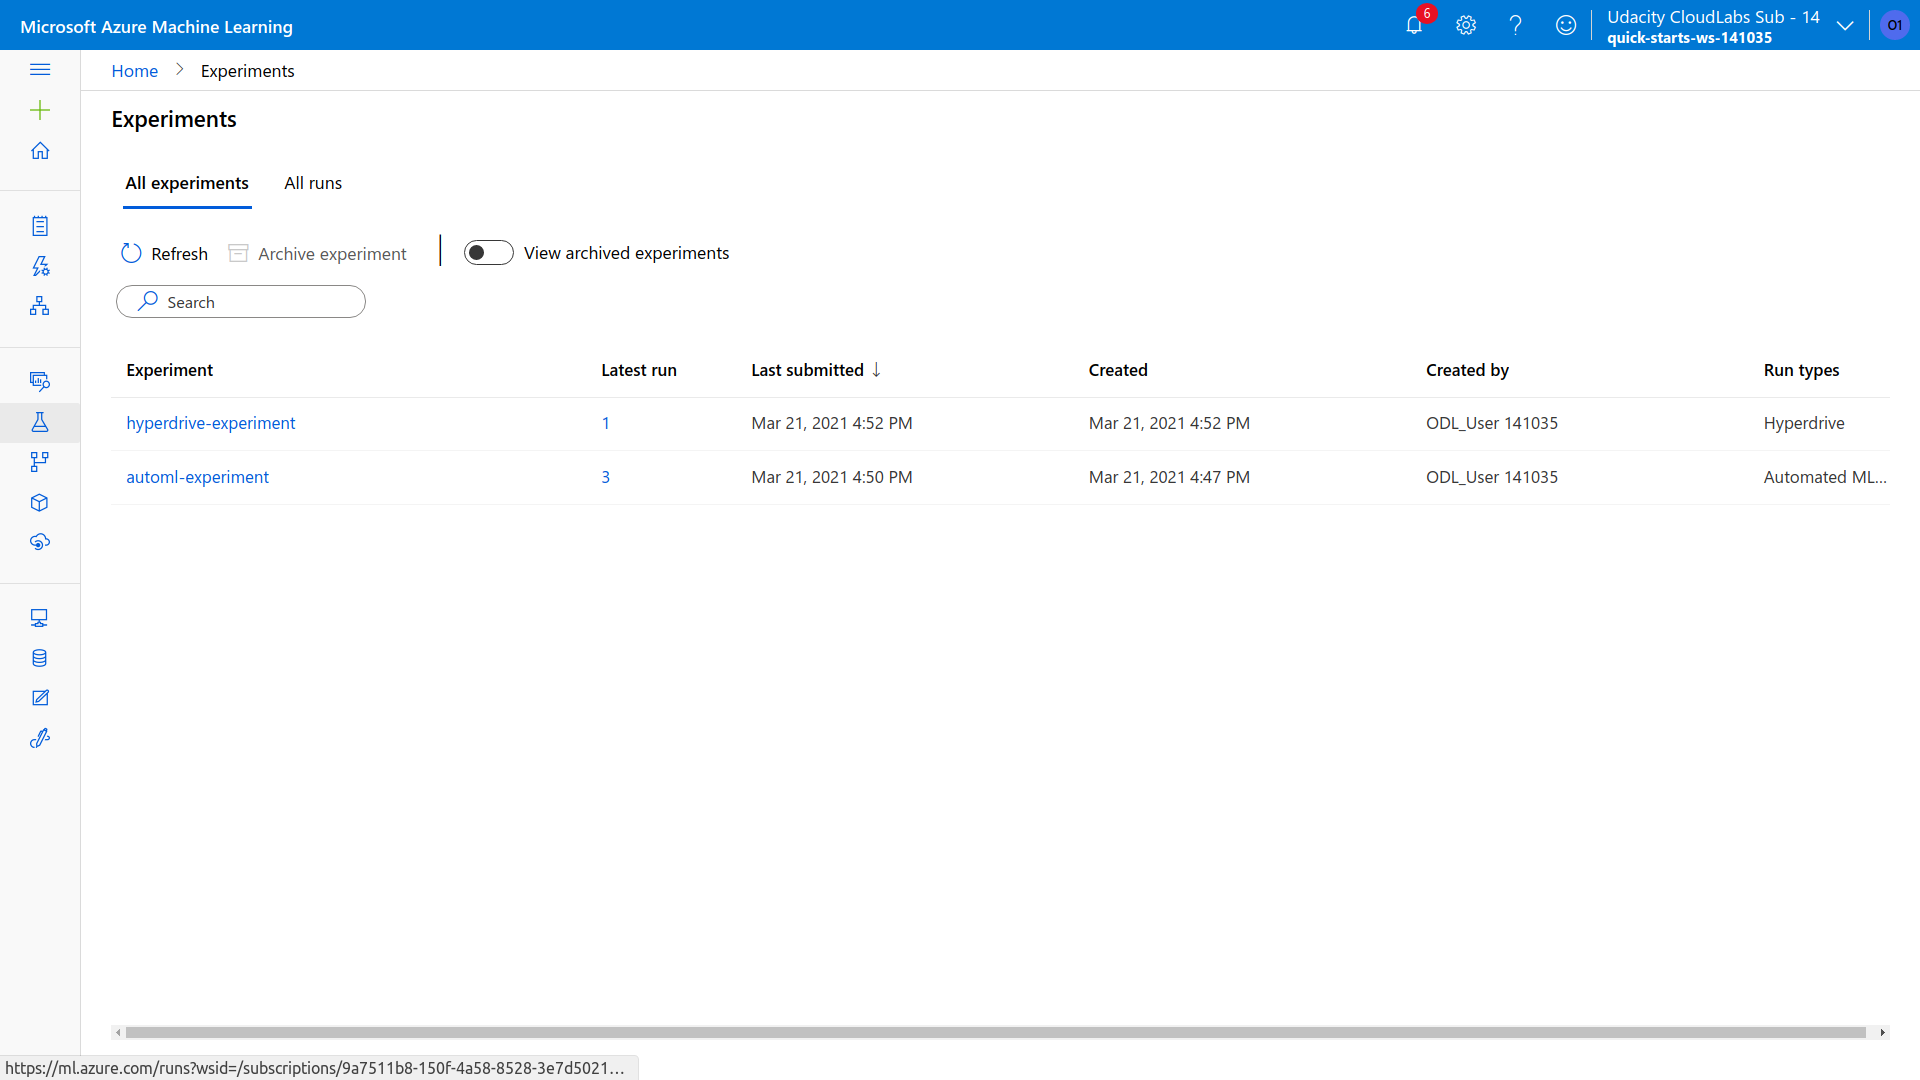 Microsoft Azure Machine Learning
6
Udacity CloudLabs Sub - 14
quick-starts-ws-141035
O1
Home
Experiments
Experiments
All experiments
All runs
Refresh
Archive experiment
View archived experiments
Search
Experiment
Latest run
Last submitted
Created
Created by
Run types
hyperdrive-experiment
1
Mar 21, 2021 4:52 PM
Mar 21, 2021 4:52 PM
ODL_User 141035
Hyperdrive
automl-experiment
3
Mar 21, 2021 4:50 PM
Mar 21, 2021 4:47 PM
ODL_User 141035
Automated ML...
https://ml.azure.com/runs?wsid=/subscriptions/9a7511b8-150f-4a58-8528-3e7d5021...